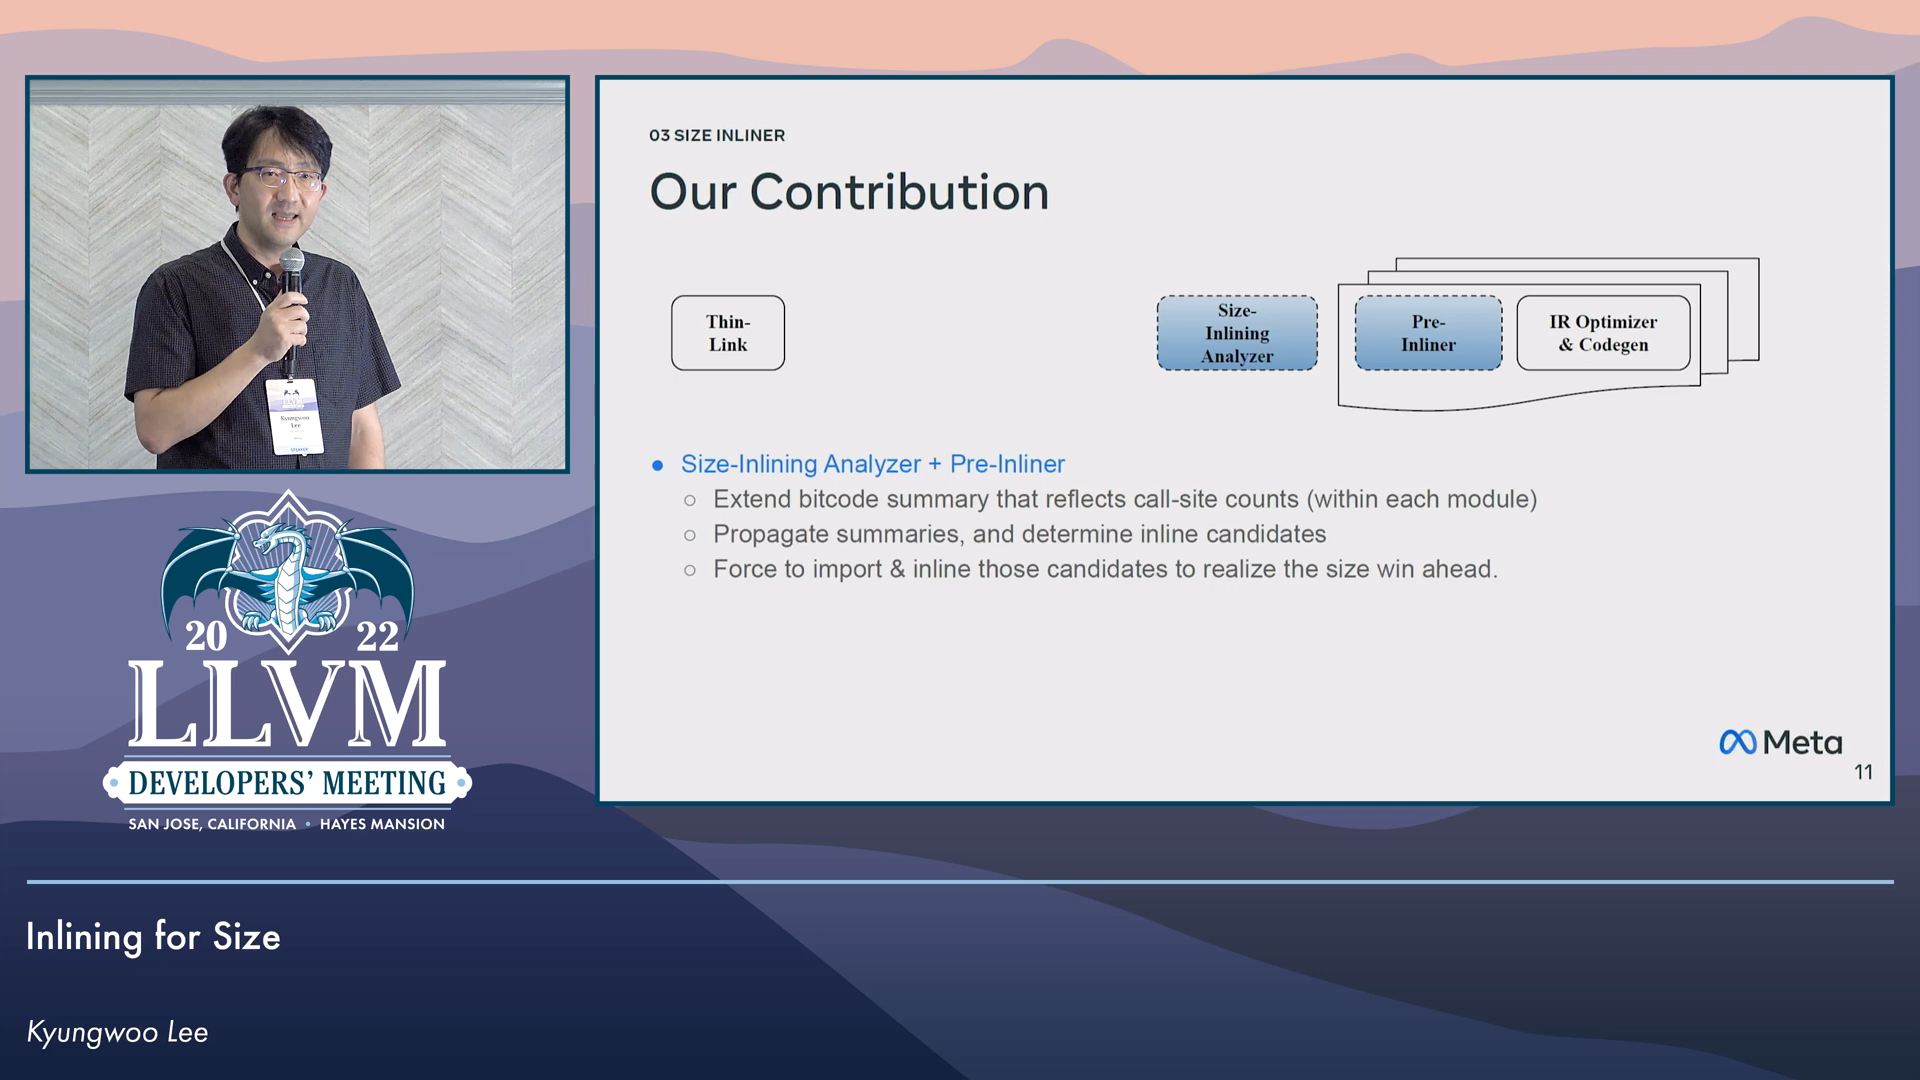 03 SIZE INLINER
Our Contribution
Thin-
Link
Size-
Inlining
Analyzer
Pre-
Inliner
IR Optimizer
& Codegen
● Size-Inlining Analyzer + Pre-Inliner
○ Extend bitcode summary that reflects call-site counts (within each module)
○ Propagate summaries, and determine inline candidates
○ Force to import & inline those candidates to realize the size win ahead.
Meta
11
Kyungwoo
Lee
SPEAKER
20 22
LLVM
DEVELOPERS’ MEETING
SAN JOSE, CALIFORNIA • HAYES MANSION
Inlining for Size
Kyungwoo Lee